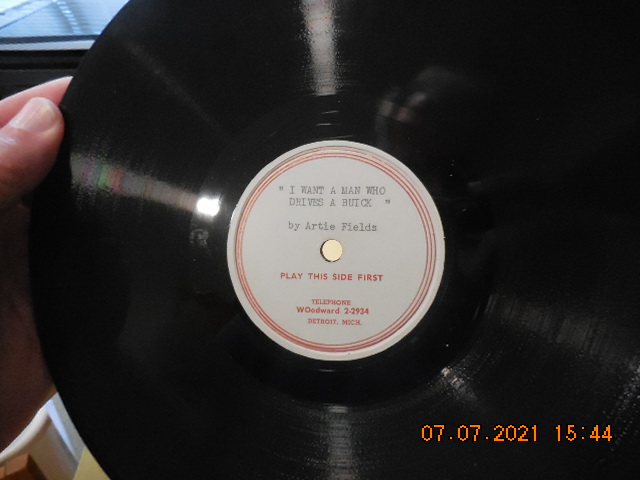 " I WANT A MAN WHO
DRIVES A BUICK "
by Artie Fields
PLAY THIS SIDE FIRST
TELEPHONE
WOodward 2-2934
DETROIT, MICH.
07.07.2021 15:44